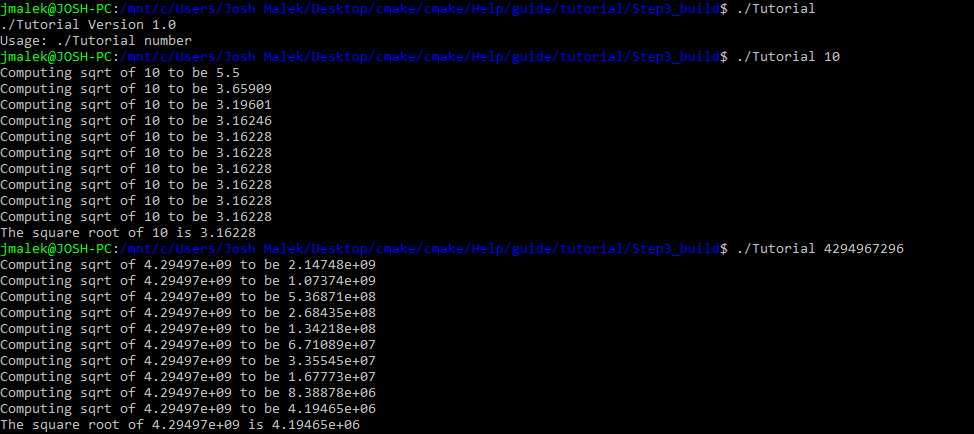 jmalek@JOSH-PC:/mnt/c/Users/Josh Malek/Desktop/cmake/cmake/Help/guide/tutorial/Step3_build$ ./Tutorial
./Tutorial Version 1.0
Usage: ./Tutorial number
jmalek@JOSH-PC:/mnt/c/Users/Josh Malek/Desktop/cmake/cmake/Help/guide/tutorial/Step3_build$ ./Tutorial 10
Computing sqrt of 10 to be 5.5
Computing sqrt of 10 to be 3.65909
Computing sqrt of 10 to be 3.19601
Computing sqrt of 10 to be 3.16246
Computing sqrt of 10 to be 3.16228
Computing sqrt of 10 to be 3.16228
Computing sqrt of 10 to be 3.16228
Computing sqrt of 10 to be 3.16228
Computing sqrt of 10 to be 3.16228
Computing sqrt of 10 to be 3.16228
The square root of 10 is 3.16228
jmalek@JOSH-PC:/mnt/c/Users/Josh Malek/Desktop/cmake/cmake/Help/guide/tutorial/Step3_build$ ./Tutorial 4294967296
Computing sqrt of 4.29497e+09 to be 2.14748e+09
Computing sqrt of 4.29497e+09 to be 1.07374e+09
Computing sqrt of 4.29497e+09 to be 5.36871e+08
Computing sqrt of 4.29497e+09 to be 2.68435e+08
Computing sqrt of 4.29497e+09 to be 1.34218e+08
Computing sqrt of 4.29497e+09 to be 6.71089e+07
Computing sqrt of 4.29497e+09 to be 3.35545e+07
Computing sqrt of 4.29497e+09 to be 1.67773e+07
Computing sqrt of 4.29497e+09 to be 8.38878e+06
Computing sqrt of 4.29497e+09 to be 4.19465e+06
The square root of 4.29497e+09 is 4.19465e+06